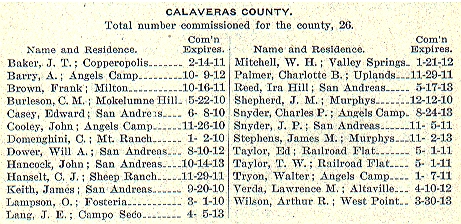 CALAVERAS COUNTY.
Total number commissioned for the county, 26.
Name and Residence. Com'n Expires.
Baker, J. T.; Copperopolis 2-14-11
Barry, A.; Angels Camp 10- 9-12
Brown, Frank; Milton 10-16-11
Burleson, C. M.; Mokelumne Hill 5-22-10
Casey, Edward; San Andreas 6- 8-10
Cooley, John; Angels Camp 11-26-10
Domenghini, C.; Mt. Ranch 1- 2-10
Dower, Will A.; San Andreas 8-10-12
Hancock, John; San Andreas 10-14-13
Hanselt, C. J.; Sheep Ranch 11-29-11
Keith, James; San Andreas 9-20-10
Lampson, O.; Fosteria 3- 1-10
Lang, J. E.; Campo Seco 4- 5-13
Name and Residence. Com'n Expires.
Mitchell, W. H.; Valley Springs 1-21-12
Palmer, Charlotte B.; Uplands 11-29-11
Reed, Ira Hill; San Andreas 5-17-13
Shepherd, J. M.; Murphys 12-12-10
Snyder, Charles P.; Angels Camp 8-24-13
Snyder, J. P.; San Andreas 11- 5-11
Stephens, James M.; Murphys 11- 2-13
Taylor, Ed; Railroad Flat 5- 1-11
Taylor, T. W.; Railroad Flat 5- 1-11
Tryon, Walter; Angels Camp 1- 7-11
Verda, Lawrence M.; Altaville 4-10-12
Wilson, Arthur R.; West Point 3-30-13